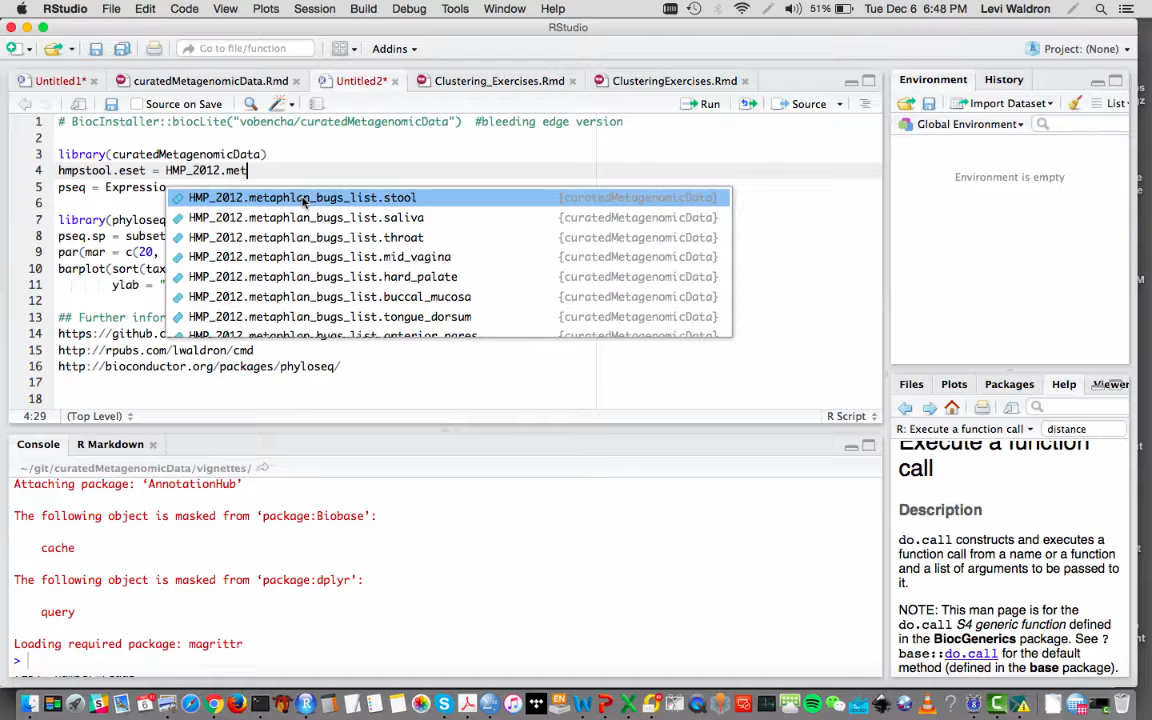 RStudio File Edit Code View Plots Session Build Debug Tools Window Help 51% Tue Dec 6 6:48 PM Levi Waldron
RStudio
Go to file/function Addins Project: (None)
Untitled1* curatedMetagenomicData.Rmd Untitled2* Clustering_Exercises.Rmd ClusteringExercises.Rmd
Source on Save Run Source
1 # BiocInstaller::biocLite("vobencha/curatedMetagenomicData") #bleeding edge version
2
3 library(curatedMetagenomicData)
4 hmpstool.eset = HMP_2012.met
5 pseq = Expressio
6
7 library(phyloseq
8 pseq.sp = subset
9 par(mar = c(20,
10 barplot(sort(tax
11 ylab = "
12
13 ## Further infor
14 https://github.c
15 http://rpubs.com/lwaldron/cmd
16 http://bioconductor.org/packages/phyloseq/
17
18
HMP_2012.metaphlan_bugs_list.stool {curatedMetagenomicData}
HMP_2012.metaphlan_bugs_list.saliva {curatedMetagenomicData}
HMP_2012.metaphlan_bugs_list.throat {curatedMetagenomicData}
HMP_2012.metaphlan_bugs_list.mid_vagina {curatedMetagenomicData}
HMP_2012.metaphlan_bugs_list.hard_palate {curatedMetagenomicData}
HMP_2012.metaphlan_bugs_list.buccal_mucosa {curatedMetagenomicData}
HMP_2012.metaphlan_bugs_list.tongue_dorsum {curatedMetagenomicData}
HMP_2012.metaphlan_bugs_list.anterior_nares {curatedMetagenomicData}
4:29 (Top Level) R Script
Console R Markdown
~/git/curatedMetagenomicData/vignettes/
Attaching package: ‘AnnotationHub’
The following object is masked from ‘package:Biobase’:
cache
The following object is masked from ‘package:dplyr’:
query
Loading required package: magrittr
>
Environment History
Import Dataset List
Global Environment
Environment is empty
Files Plots Packages Help Viewer
R: Execute a function call distance
Execute a function
call
Description
do.call constructs and executes a
function call from a name or a function
and a list of arguments to be passed to
it.
NOTE: This man page is for the
do.call S4 generic function defined
in the BiocGenerics package. See ?
base::do.call for the default
method (defined in the base package).